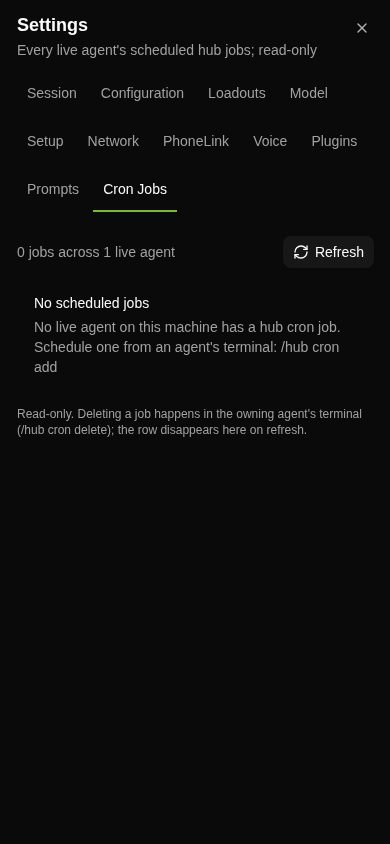 Settings
Every live agent's scheduled hub jobs; read-only
Session Configuration Loadouts Model
Setup Network PhoneLink Voice Plugins
Prompts Cron Jobs
0 jobs across 1 live agent Refresh
No scheduled jobs
No live agent on this machine has a hub cron job.
Schedule one from an agent's terminal: /hub cron
add
Read-only. Deleting a job happens in the owning agent's terminal
(/hub cron delete); the row disappears here on refresh.